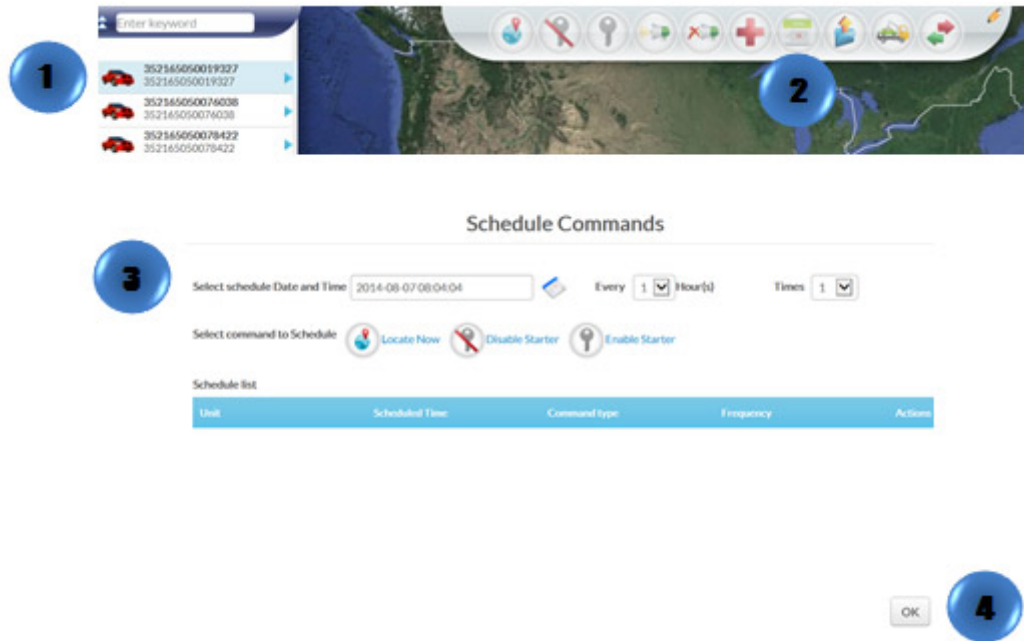 Enter keyword
1
352165050019327
352165050019327
352165050076038
352165050076038
352165050078422
352165050078422
2
Schedule Commands
3
Select schedule Date and Time 2014-08-07 08:04:04 Every 1 Hour(s) Times 1
Select command to Schedule Locate Now Disable Starter Enable Starter
Schedule list
Unit Scheduled Time Command type Frequency Actions
OK
4